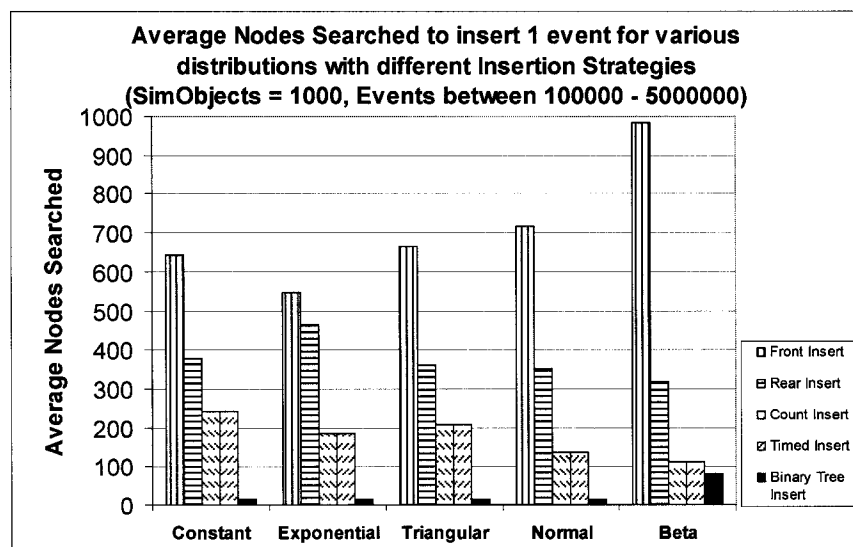 Average Nodes Searched to insert 1 event for various
distributions with different Insertion Strategies
(SimObjects = 1000, Events between 100000 - 5000000)
Average Nodes Searched
1000
900
800
700
600
500
400
300
200
100
0
Constant
Exponential
Triangular
Normal
Beta
Front Insert
Rear Insert
Count Insert
Timed Insert
Binary Tree
Insert